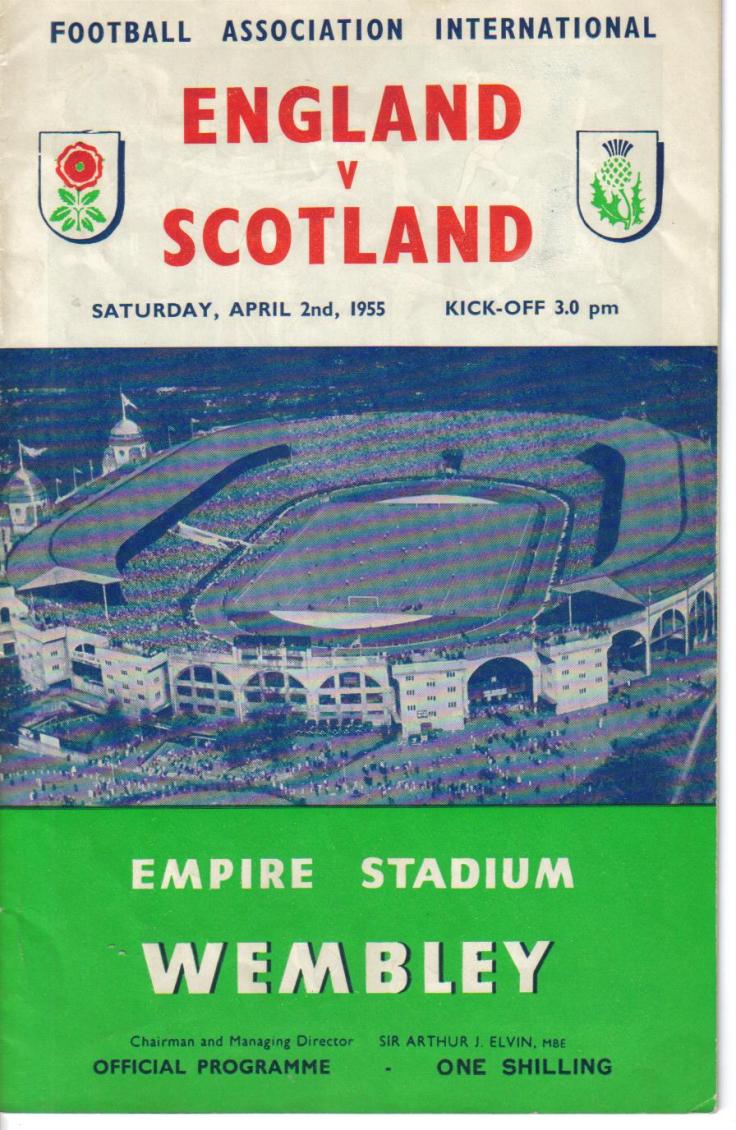 FOOTBALL ASSOCIATION INTERNATIONAL
ENGLAND
V
SCOTLAND
SATURDAY, APRIL 2nd, 1955 KICK-OFF 3.0 pm
EMPIRE STADIUM
WEMBLEY
Chairman and Managing Director SIR ARTHUR J. ELVIN, MBE
OFFICIAL PROGRAMME - ONE SHILLING